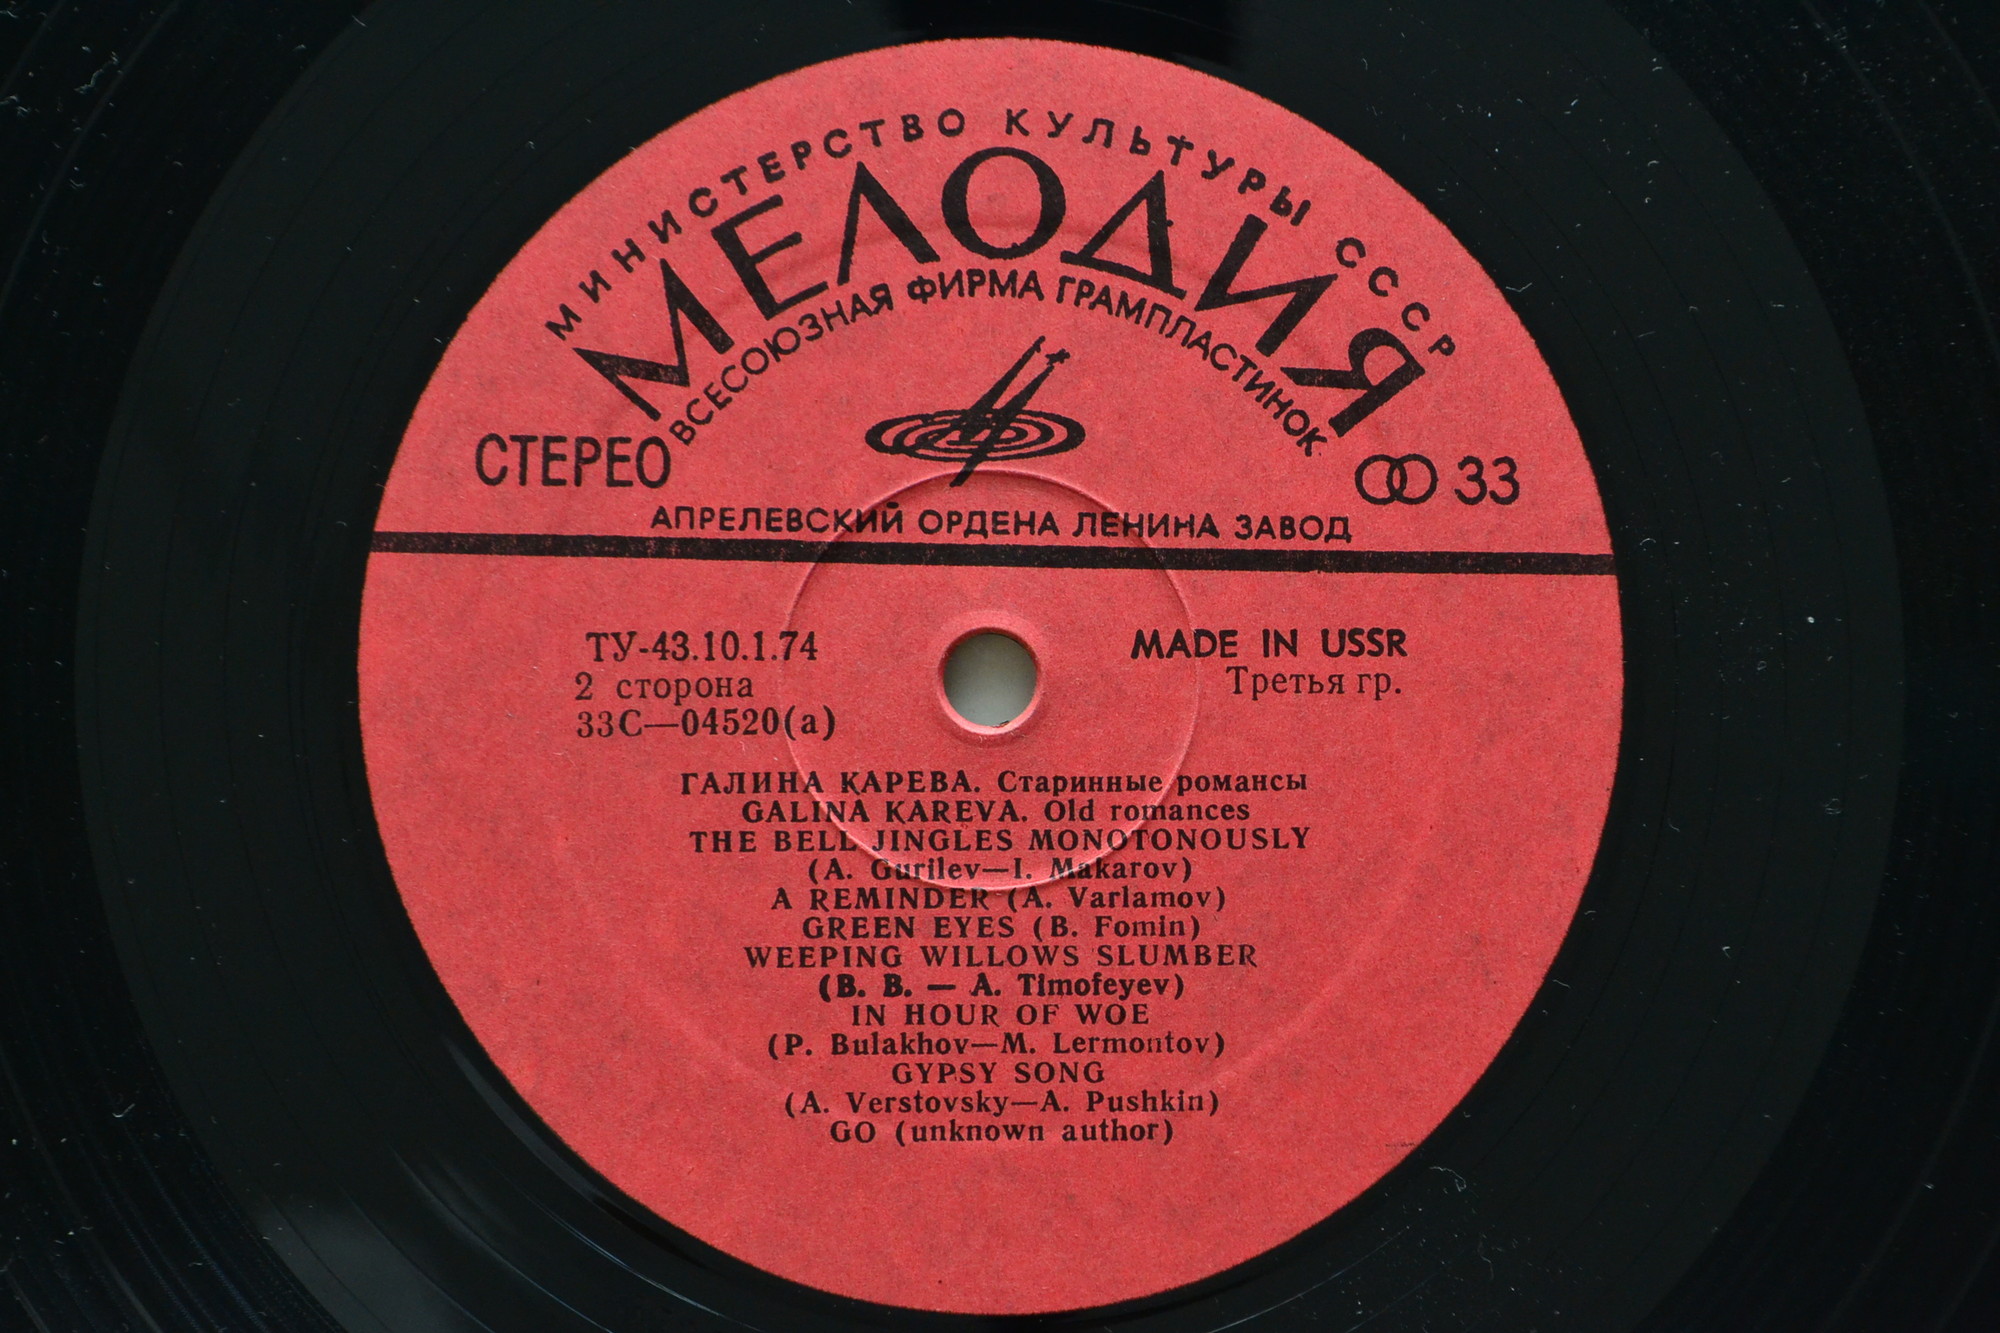 МИНИСТЕРСТВО КУЛЬТУРЫ СССР
МЕЛОДИЯ
ВСЕСОЮЗНАЯ ФИРМА ГРАМПЛАСТИНОК
СТЕРЕО
33
АПРЕЛЕВСКИЙ ОРДЕНА ЛЕНИНА ЗАВОД
ТУ-43.10.1.74
2 сторона
33С—04520(а)
MADE IN USSR
Третья гр.
ГАЛИНА КАРЕВА. Старинные романсы
GALINA KAREVA. Old romances
THE BELL JINGLES MONOTONOUSLY
(A. Gurilev—I. Makarov)
A REMINDER (A. Varlamov)
GREEN EYES (B. Fomin)
WEEPING WILLOWS SLUMBER
(B. B. — A. Timofeyev)
IN HOUR OF WOE
(P. Bulakhov—M. Lermontov)
GYPSY SONG
(A. Verstovsky—A. Pushkin)
GO (unknown author)